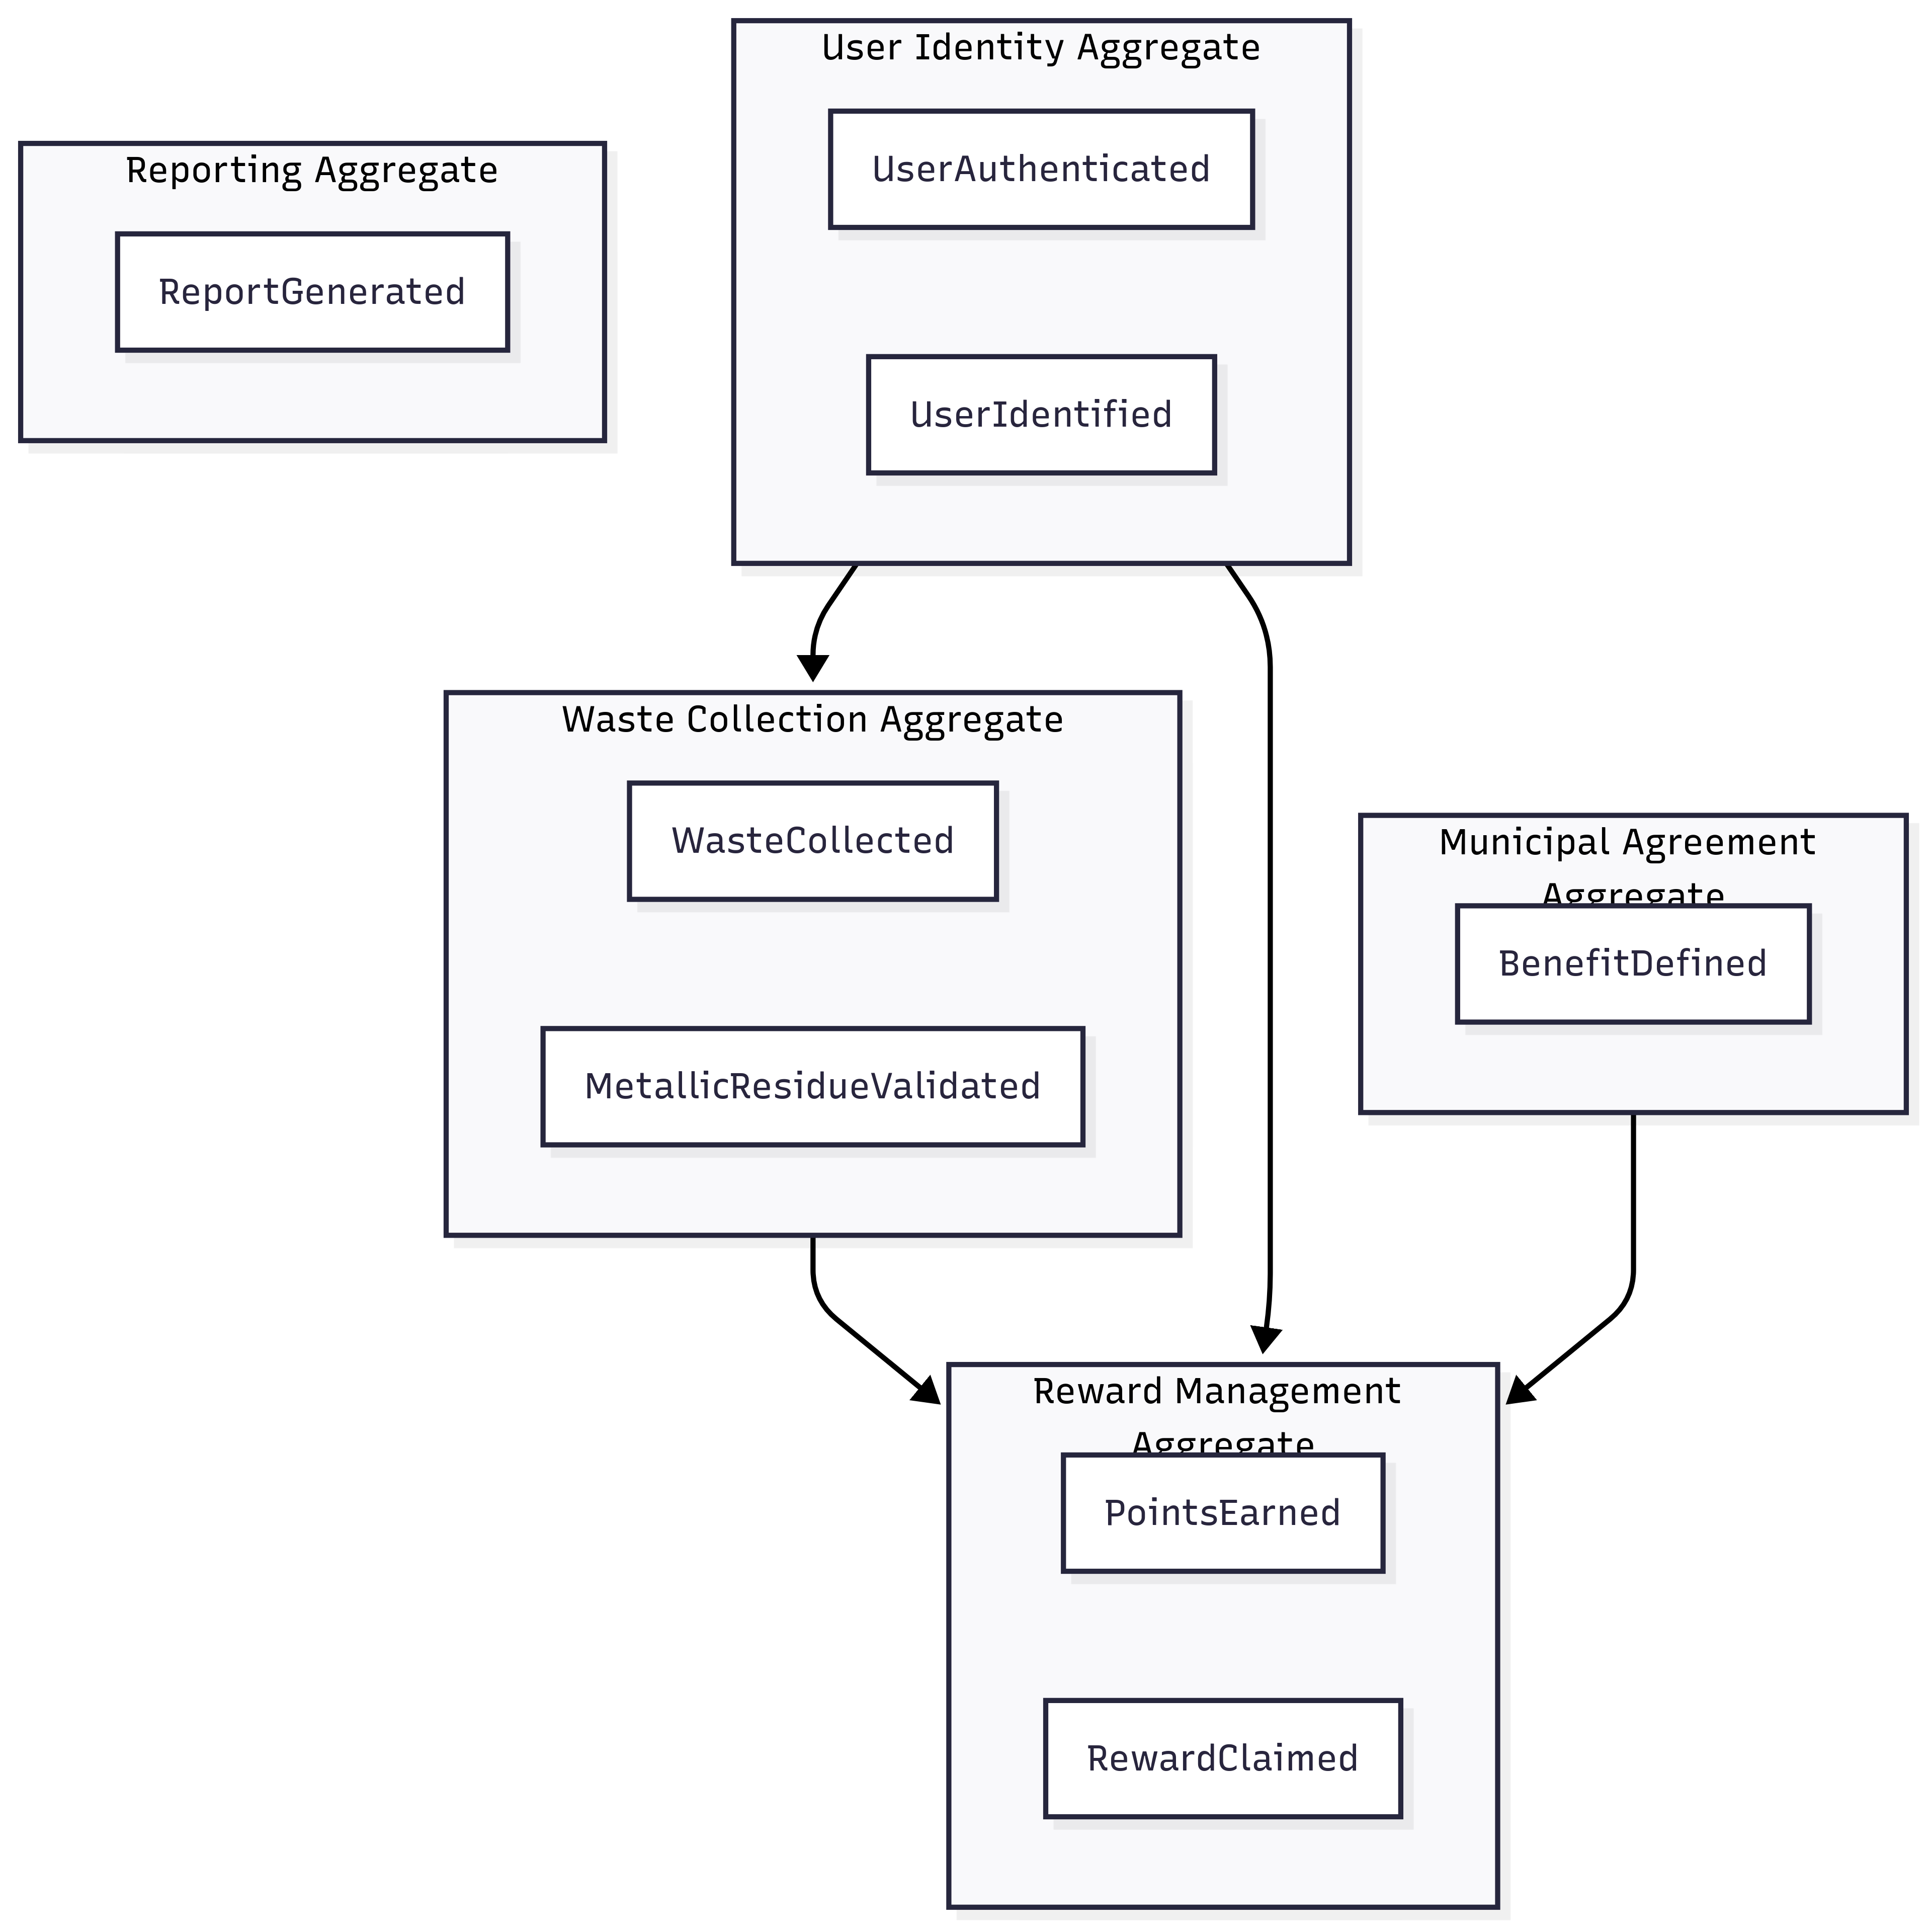 User Identity Aggregate
UserAuthenticated
UserIdentified
Reporting Aggregate
ReportGenerated
Waste Collection Aggregate
WasteCollected
MetallicResidueValidated
Municipal Agreement
Aggregate
BenefitDefined
Reward Management
Aggregate
PointsEarned
RewardClaimed